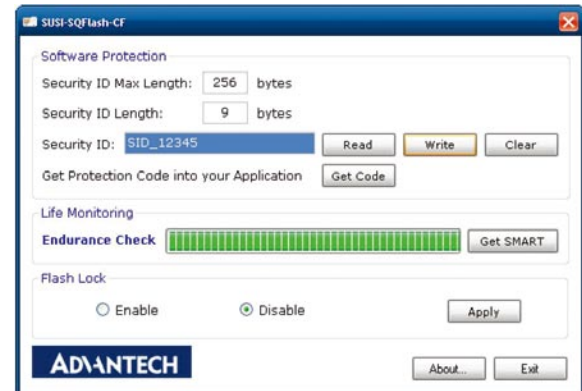 SUSI-SQFlash-CF
Software Protection
Security ID Max Length: 256 bytes
Security ID Length: 9 bytes
Security ID: SID_12345 Read Write Clear
Get Protection Code into your Application Get Code
Life Monitoring
Endurance Check Get SMART
Flash Lock
Enable Disable Apply
ADVANTECH About... Exit